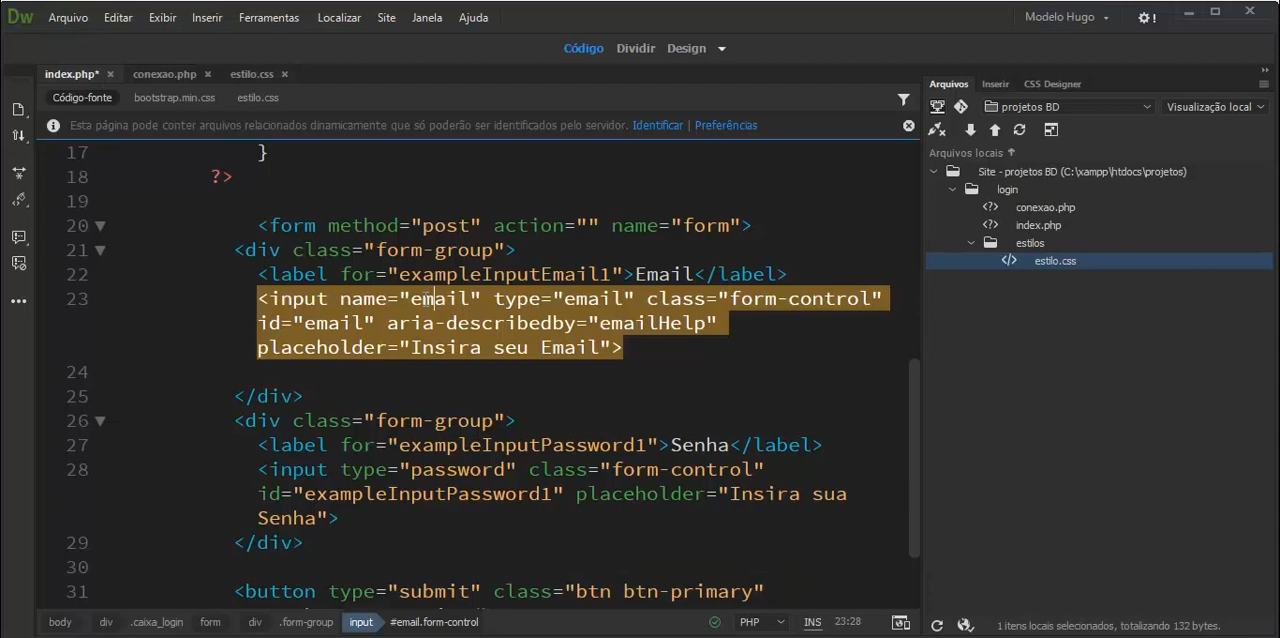 Dw Arquivo Editar Exibir Inserir Ferramentas Localizar Site Janela Ajuda Modelo Hugo !
Código Dividir Design
index.php* × conexao.php × estilo.css ×
Código-fonte bootstrap.min.css estilo.css
Esta página pode conter arquivos relacionados dinamicamente que só poderão ser identificados pelo servidor. Identificar | Preferências
17 }
18 ?>
19
20 <form method="post" action="" name="form">
21 <div class="form-group">
22 <label for="exampleInputEmail1">Email</label>
23 <input name="email" type="email" class="form-control"
id="email" aria-describedby="emailHelp"
placeholder="Insira seu Email">
24
25 </div>
26 <div class="form-group">
27 <label for="exampleInputPassword1">Senha</label>
28 <input type="password" class="form-control"
id="exampleInputPassword1" placeholder="Insira sua
Senha">
29 </div>
30
31 <button type="submit" class="btn btn-primary"
body div .caixa_login form div .form-group input #email.form-control PHP INS 23:28
Arquivos Inserir CSS Designer
projetos BD Visualização local
Arquivos locais
Site - projetos BD (C:\xampp\htdocs\projetos)
login
conexao.php
index.php
estilos
estilo.css
1 itens locais selecionados, totalizando 132 bytes.